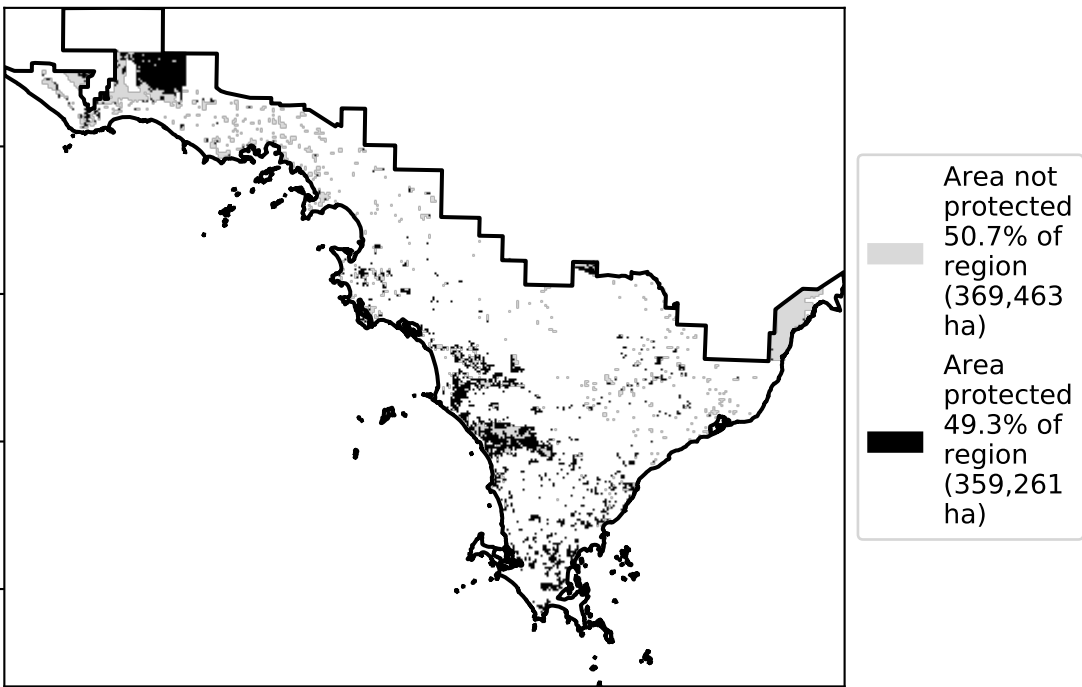 Area not
protected
50.7% of
region
(369,463
ha)
Area
protected
49.3% of
region
(359,261
ha)